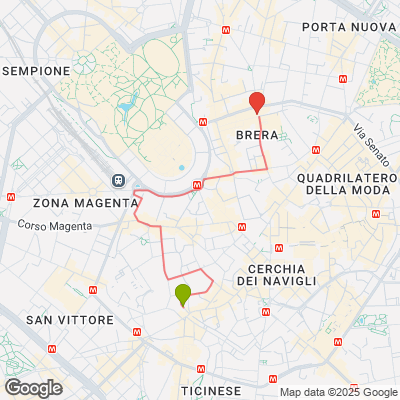 PORTA NUOVA
SEMPIONE
M
M
M
BRERA
Via Senato
M
M
QUADRILATERO
DELLA MODA
M
ZONA MAGENTA
Corso Magenta
M
M
M
M
CERCHIA
DEI NAVIGLI
SAN VITTORE
M
M
M
M
TICINESE
Google
Map data ©2025 Google